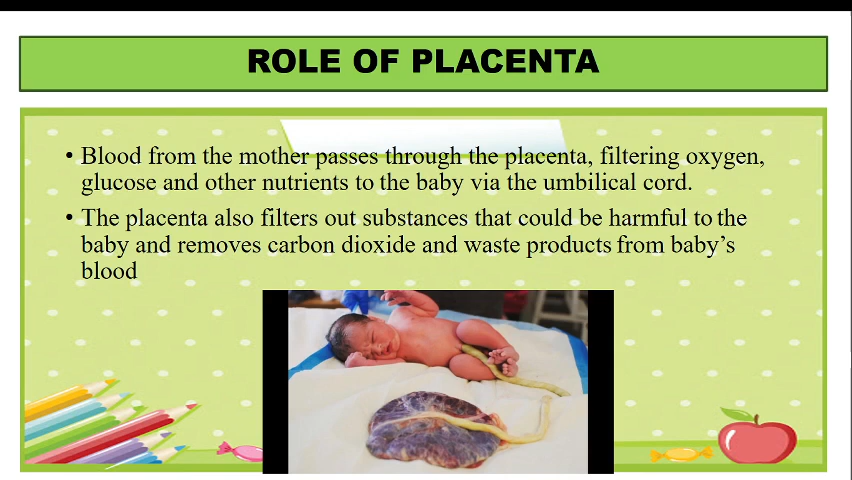 ROLE OF PLACENTA
• Blood from the mother passes through the placenta, filtering oxygen,
glucose and other nutrients to the baby via the umbilical cord.
• The placenta also filters out substances that could be harmful to the
baby and removes carbon dioxide and waste products from baby’s
blood